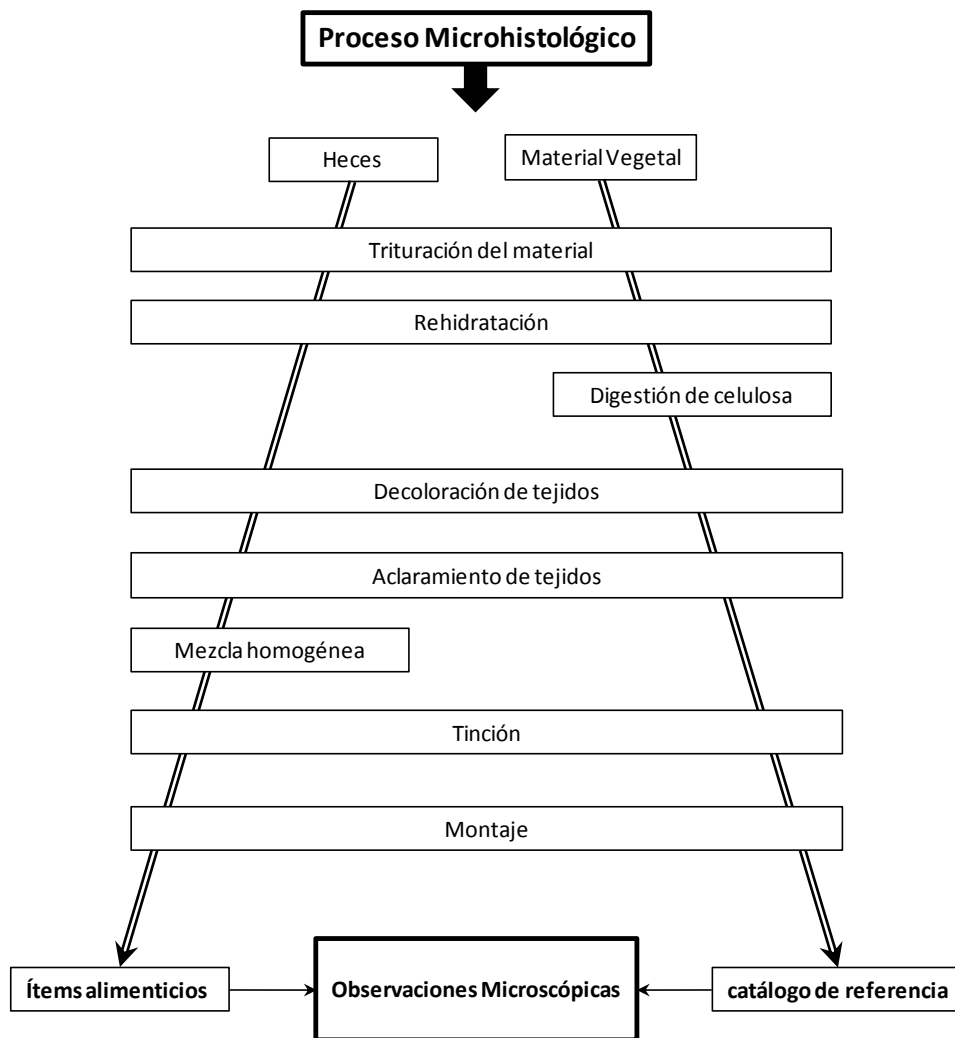 Proceso Microhistológico
Heces
Material Vegetal
Trituración del material
Rehidratación
Digestión de celulosa
Decoloración de tejidos
Aclaramiento de tejidos
Mezcla homogénea
Tinción
Montaje
Ítems alimenticios
Observaciones Microscópicas
catálogo de referencia